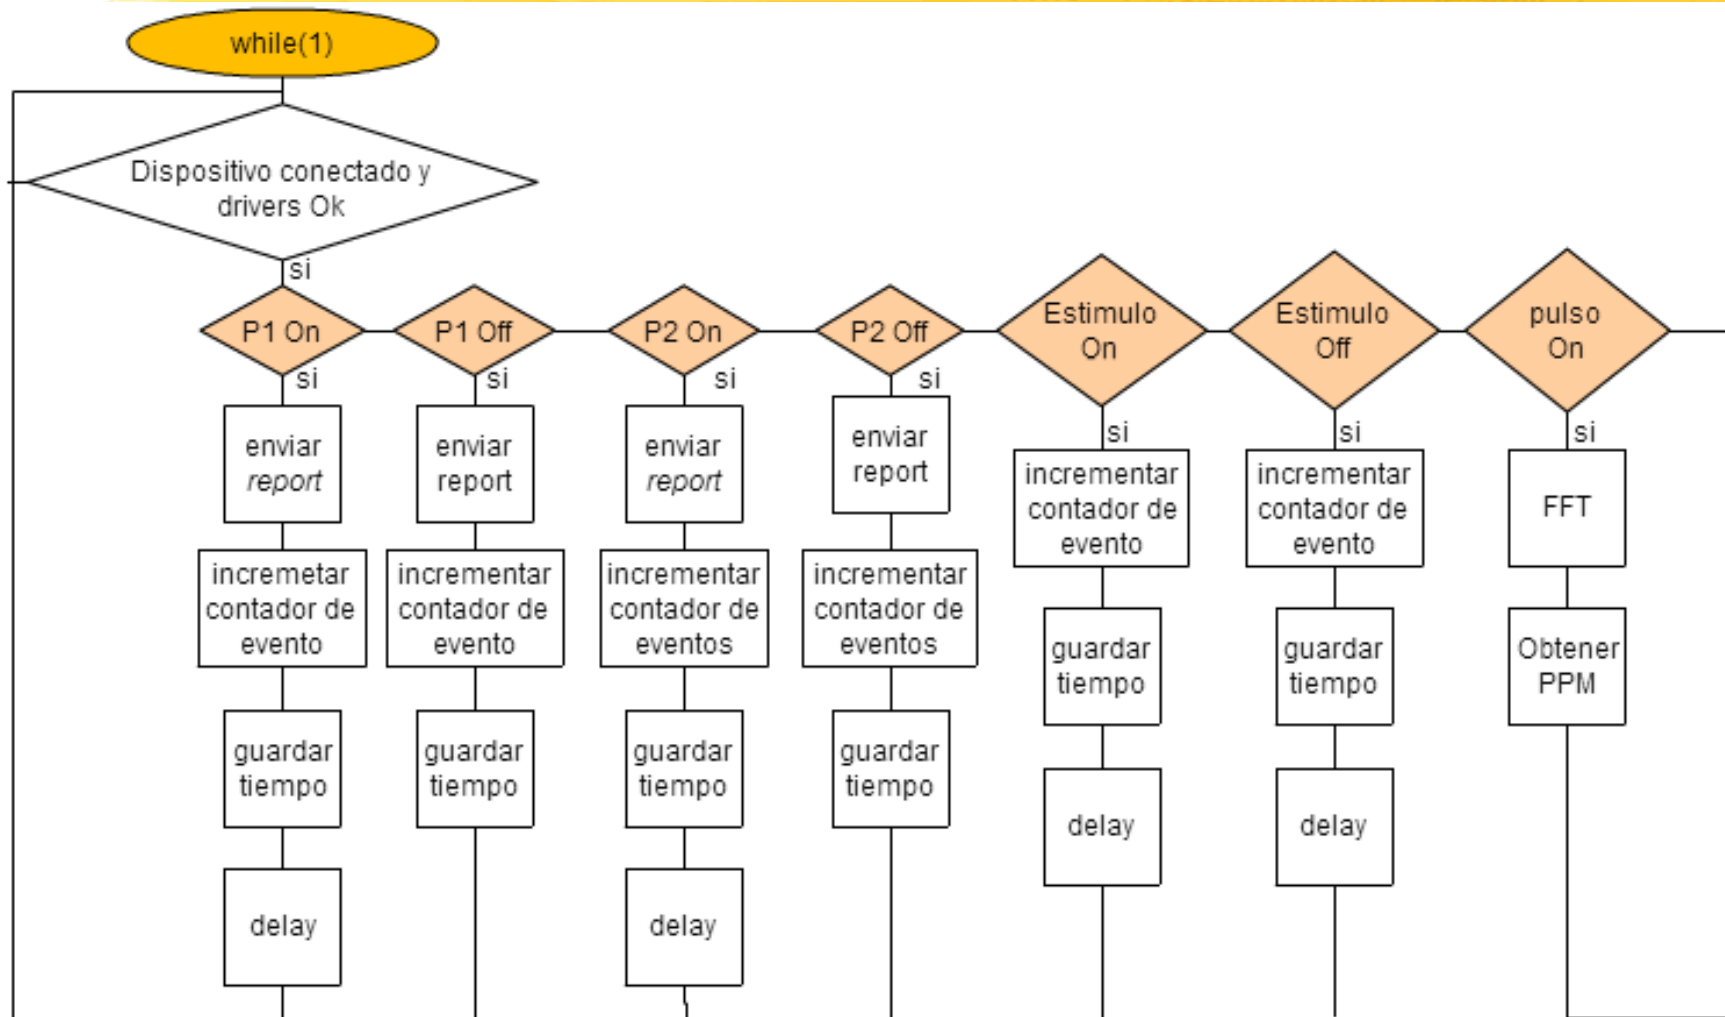 while(1)
Dispositivo conectado y
drivers Ok
si
P1 On
P1 Off
P2 On
P2 Off
Estimulo
On
Estimulo
Off
pulso
On
si
si
si
si
si
si
si
enviar
report
incremetar
contador de
evento
guardar
tiempo
delay
enviar
report
incrementar
contador de
evento
guardar
tiempo
enviar
report
incrementar
contador de
eventos
guardar
tiempo
delay
enviar
report
incrementar
contador de
eventos
guardar
tiempo
incrementar
contador de
evento
guardar
tiempo
delay
incrementar
contador de
evento
guardar
tiempo
delay
FFT
Obtener
PPM